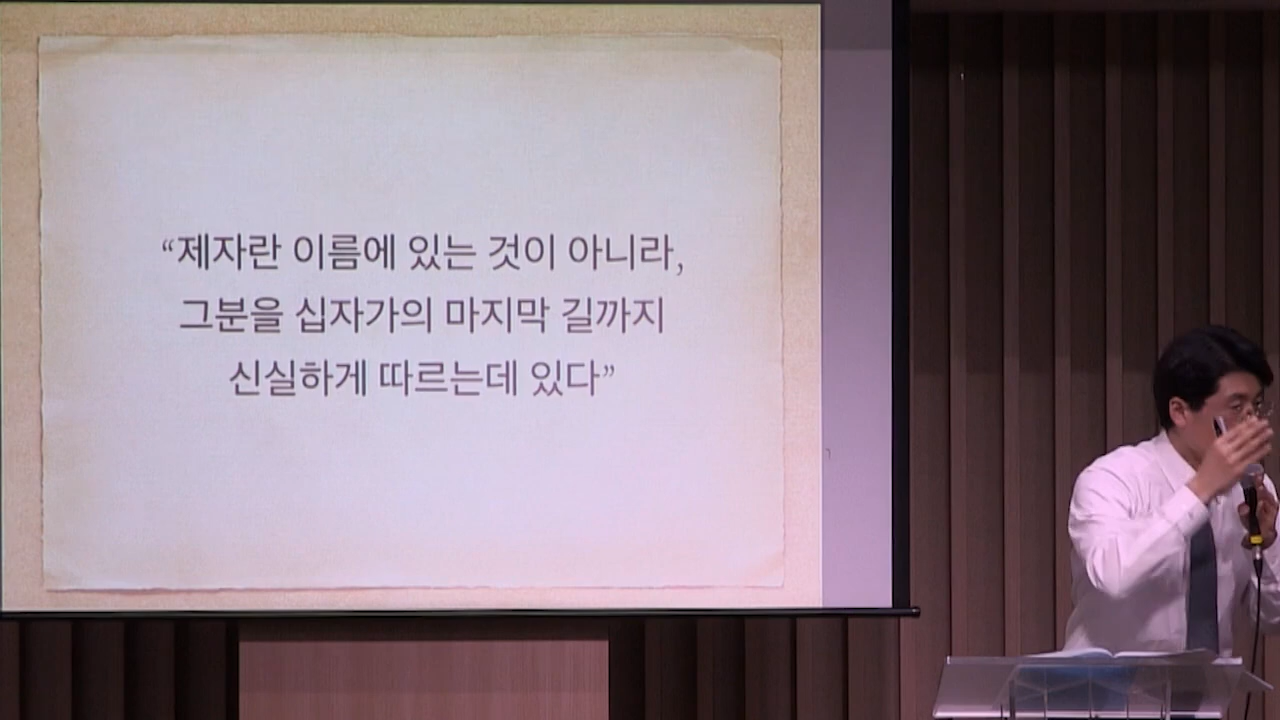 “제자란 이름에 있는 것이 아니라,
그분을 십자가의 마지막 길까지
신실하게 따르는데 있다”